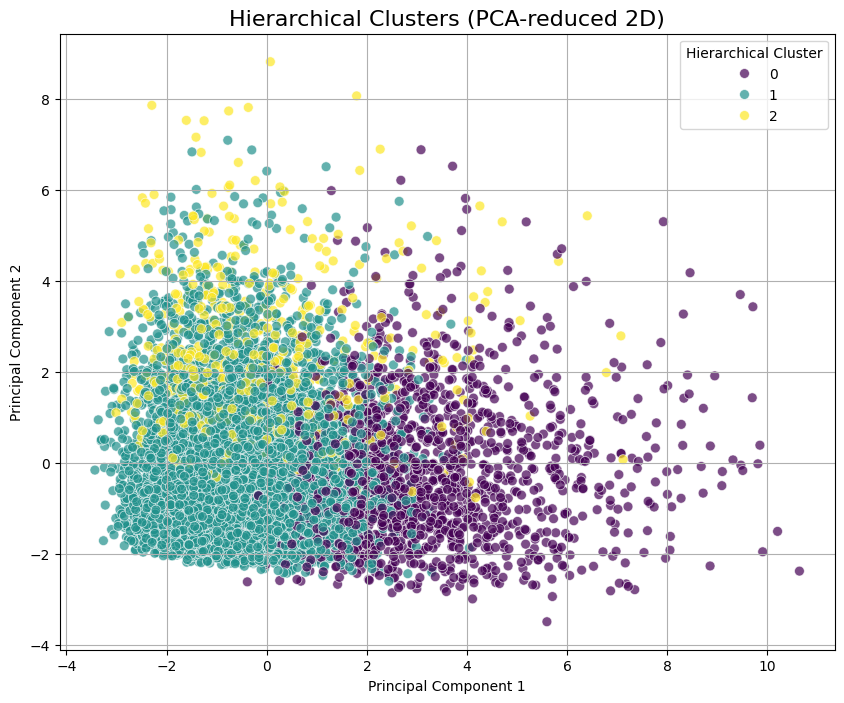 Hierarchical Clusters (PCA-reduced 2D)
Hierarchical Cluster
0
1
2
Principal Component 2
8
6
4
2
0
−2
−4
−4 −2 0 2 4 6 8 10
Principal Component 1